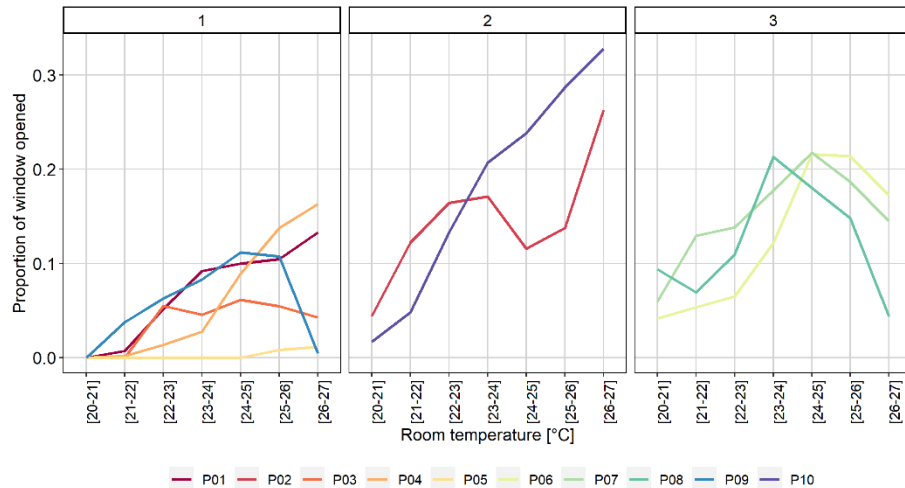 1 2 3
Proportion of window opened
0.3
0.2
0.1
0.0
[20-21] [21-22] [22-23] [23-24] [24-25] [25-26] [26-27] [20-21] [21-22] [22-23] [23-24] [24-25] [25-26] [26-27] [20-21] [21-22] [22-23] [23-24] [24-25] [25-26] [26-27]
Room temperature [°C]
P01 P02 P03 P04 P05 P06 P07 P08 P09 P10